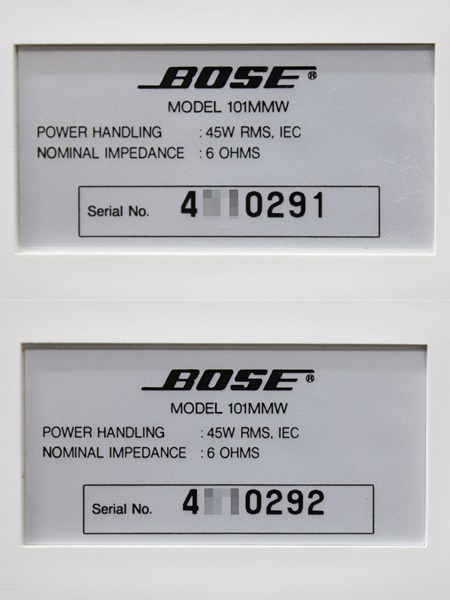 BOSE®
MODEL 101MMW
POWER HANDLING : 45W RMS, IEC
NOMINAL IMPEDANCE : 6 OHMS
Serial No. 4 0291
BOSE®
MODEL 101MMW
POWER HANDLING : 45W RMS, IEC
NOMINAL IMPEDANCE : 6 OHMS
Serial No. 4 0292